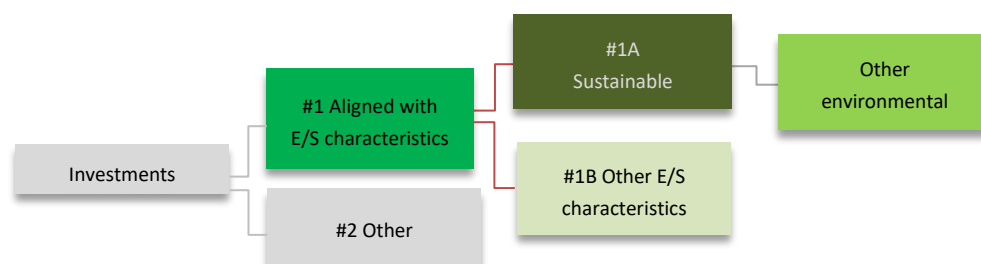 Investments
#1 Aligned with
E/S characteristics
#2 Other
#1A
Sustainable
#1B Other E/S
characteristics
Other
environmental